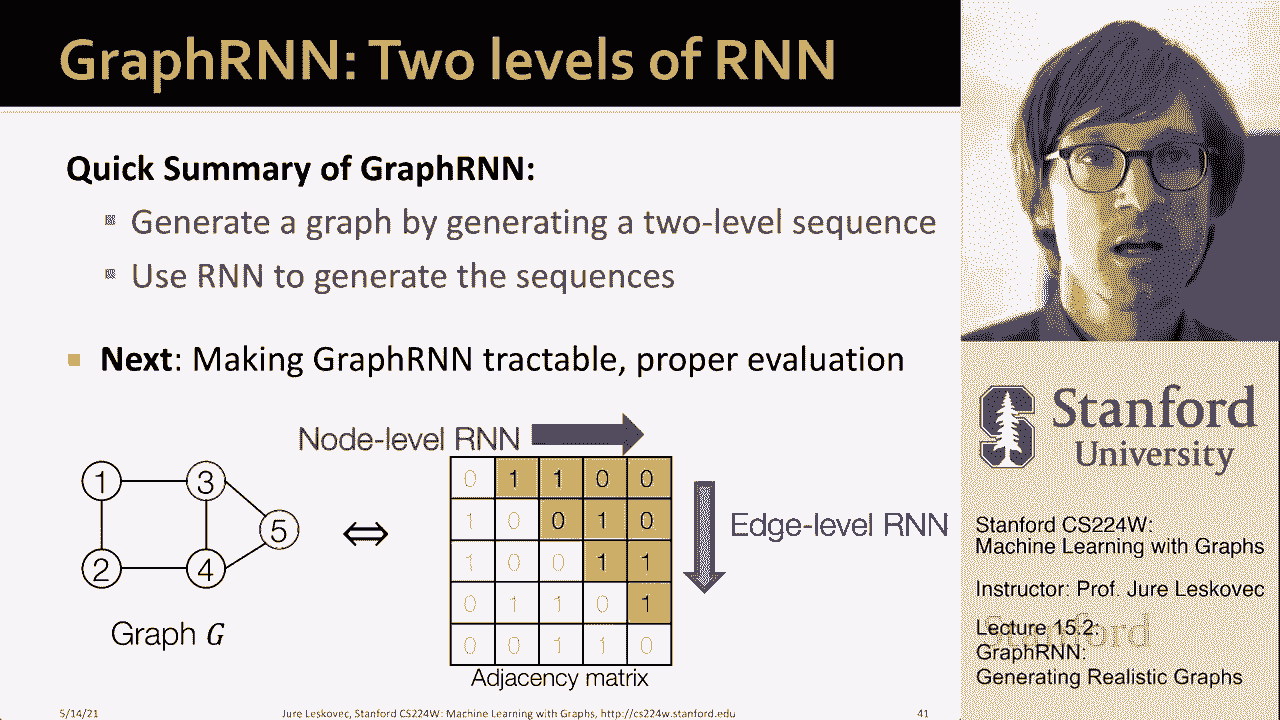 GraphRNN: Two levels of RNN
Quick Summary of GraphRNN:
Generate a graph by generating a two-level sequence
Use RNN to generate the sequences
Next: Making GraphRNN tractable, proper evaluation
Node-level RNN
1 3 5 2 4
Graph G
⇔
0 1 1 0 0
1 0 0 1 0
1 0 0 1 1
0 1 1 0 1
0 0 1 1 0
Edge-level RNN
Adjacency matrix
5/14/21
Jure Leskovec, Stanford CS224W: Machine Learning with Graphs, http://cs224w.stanford.edu
41
S
Stanford
University
Stanford CS224W:
Machine Learning with Graphs
Instructor: Prof. Jure Leskovec
Lecture 15.2:
GraphRNN:
Generating Realistic Graphs